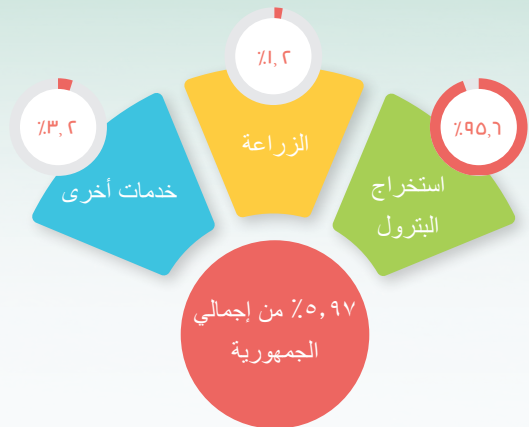 ٪٩٥,٦
استخراج
البترول
٪١,٢
الزراعة
٪٣,٢
خدمات أخرى
٪٥,٩٧ من إجمالي
الجمهورية